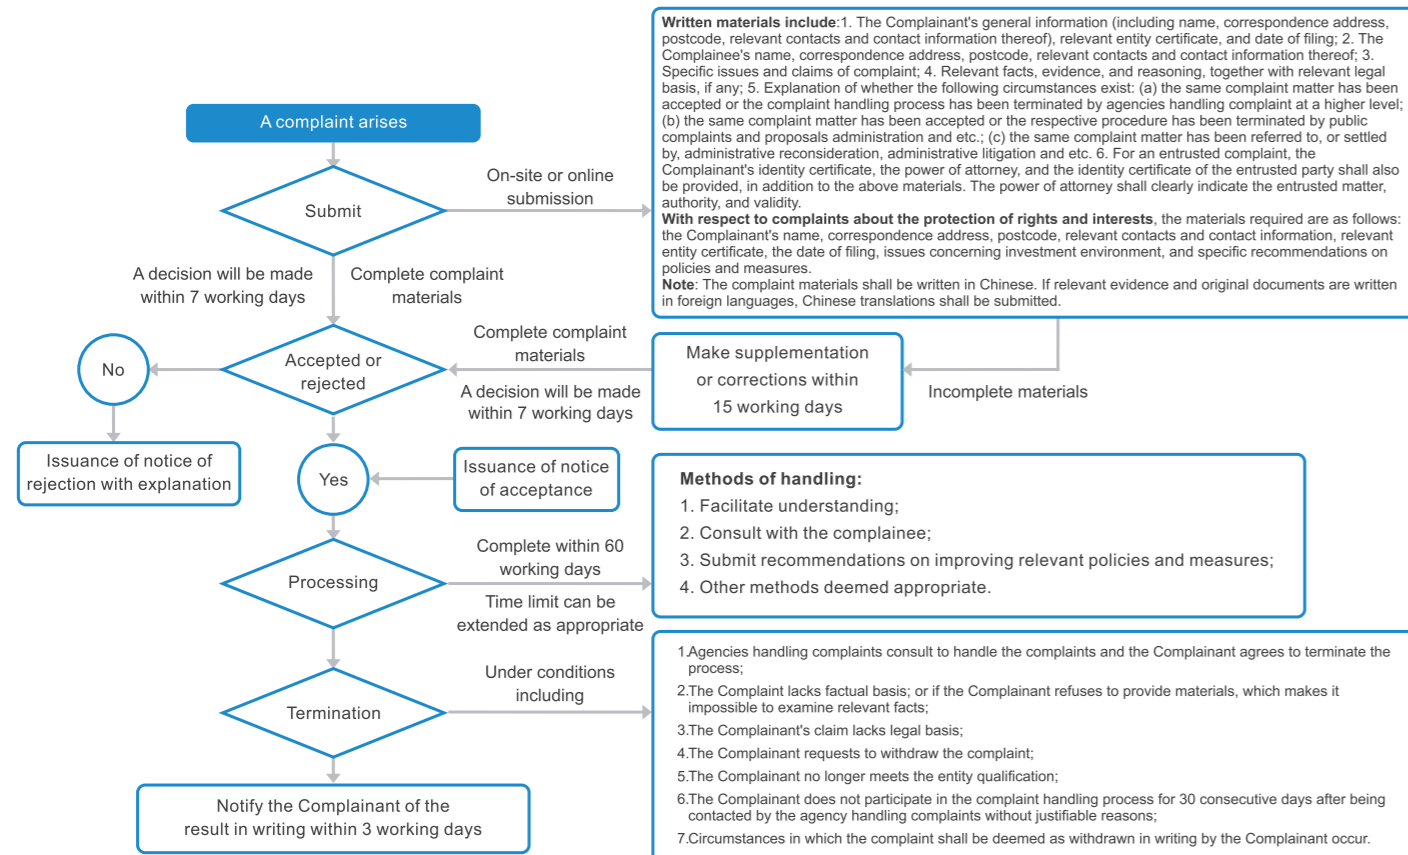 A complaint arises
Submit
On-site or online
submission
Written materials include:1. The Complainant's general information (including name, correspondence address,
postcode, relevant contacts and contact information thereof), relevant entity certificate, and date of filing; 2. The
Complainee's name, correspondence address, postcode, relevant contacts and contact information thereof; 3.
Specific issues and claims of complaint; 4. Relevant facts, evidence, and reasoning, together with relevant legal
basis, if any; 5. Explanation of whether the following circumstances exist: (a) the same complaint matter has been
accepted or the complaint handling process has been terminated by agencies handling complaint at a higher level;
(b) the same complaint matter has been accepted or the respective procedure has been terminated by public
complaints and proposals administration and etc.; (c) the same complaint matter has been referred to, or settled
by, administrative reconsideration, administrative litigation and etc. 6. For an entrusted complaint, the
Complainant's identity certificate, the power of attorney, and the identity certificate of the entrusted party shall also
be provided, in addition to the above materials. The power of attorney shall clearly indicate the entrusted matter,
authority, and validity.
With respect to complaints about the protection of rights and interests, the materials required are as follows:
the Complainant's name, correspondence address, postcode, relevant contacts and contact information, relevant
entity certificate, the date of filing, issues concerning investment environment, and specific recommendations on
policies and measures.
Note: The complaint materials shall be written in Chinese. If relevant evidence and original documents are written
in foreign languages, Chinese translations shall be submitted.
A decision will be made
within 7 working days
Complete complaint
materials
Accepted or
rejected
No
Issuance of notice of
rejection with explanation
Complete complaint
materials
A decision will be made
within 7 working days
Make supplementation
or corrections within
15 working days
Incomplete materials
Yes
Issuance of notice
of acceptance
Processing
Complete within 60
working days
Time limit can be
extended as appropriate
Methods of handling:
1. Facilitate understanding;
2. Consult with the complainee;
3. Submit recommendations on improving relevant policies and measures;
4. Other methods deemed appropriate.
Termination
Under conditions
including
1.Agencies handling complaints consult to handle the complaints and the Complainant agrees to terminate the
process;
2.The Complaint lacks factual basis; or if the Complainant refuses to provide materials, which makes it
impossible to examine relevant facts;
3.The Complainant's claim lacks legal basis;
4.The Complainant requests to withdraw the complaint;
5.The Complainant no longer meets the entity qualification;
6.The Complainant does not participate in the complaint handling process for 30 consecutive days after being
contacted by the agency handling complaints without justifiable reasons;
7.Circumstances in which the complaint shall be deemed as withdrawn in writing by the Complainant occur.
Notify the Complainant of the
result in writing within 3 working days